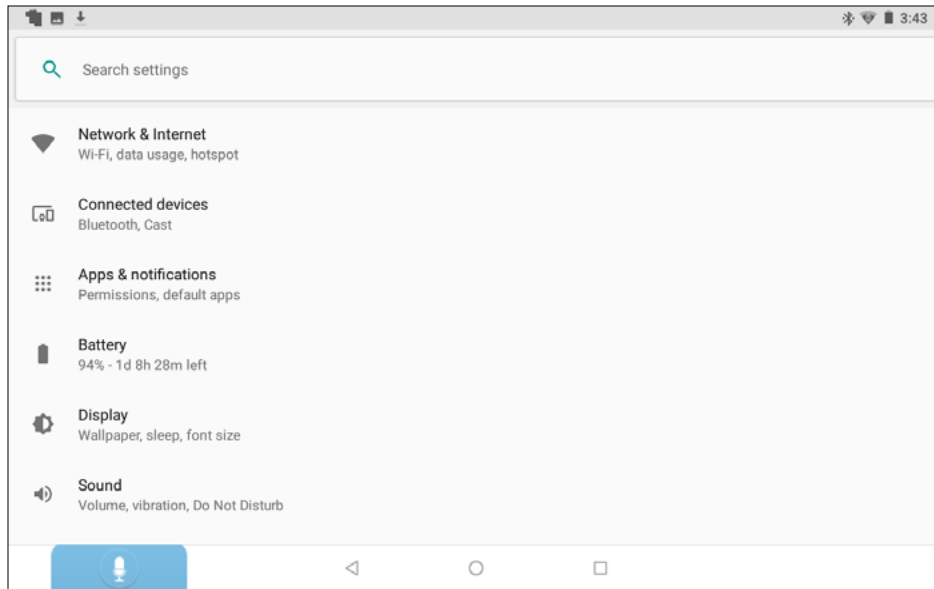 3:43
Search settings
Network & Internet
Wi-Fi, data usage, hotspot
Connected devices
Bluetooth, Cast
Apps & notifications
Permissions, default apps
Battery
94% - 1d 8h 28m left
Display
Wallpaper, sleep, font size
Sound
Volume, vibration, Do Not Disturb